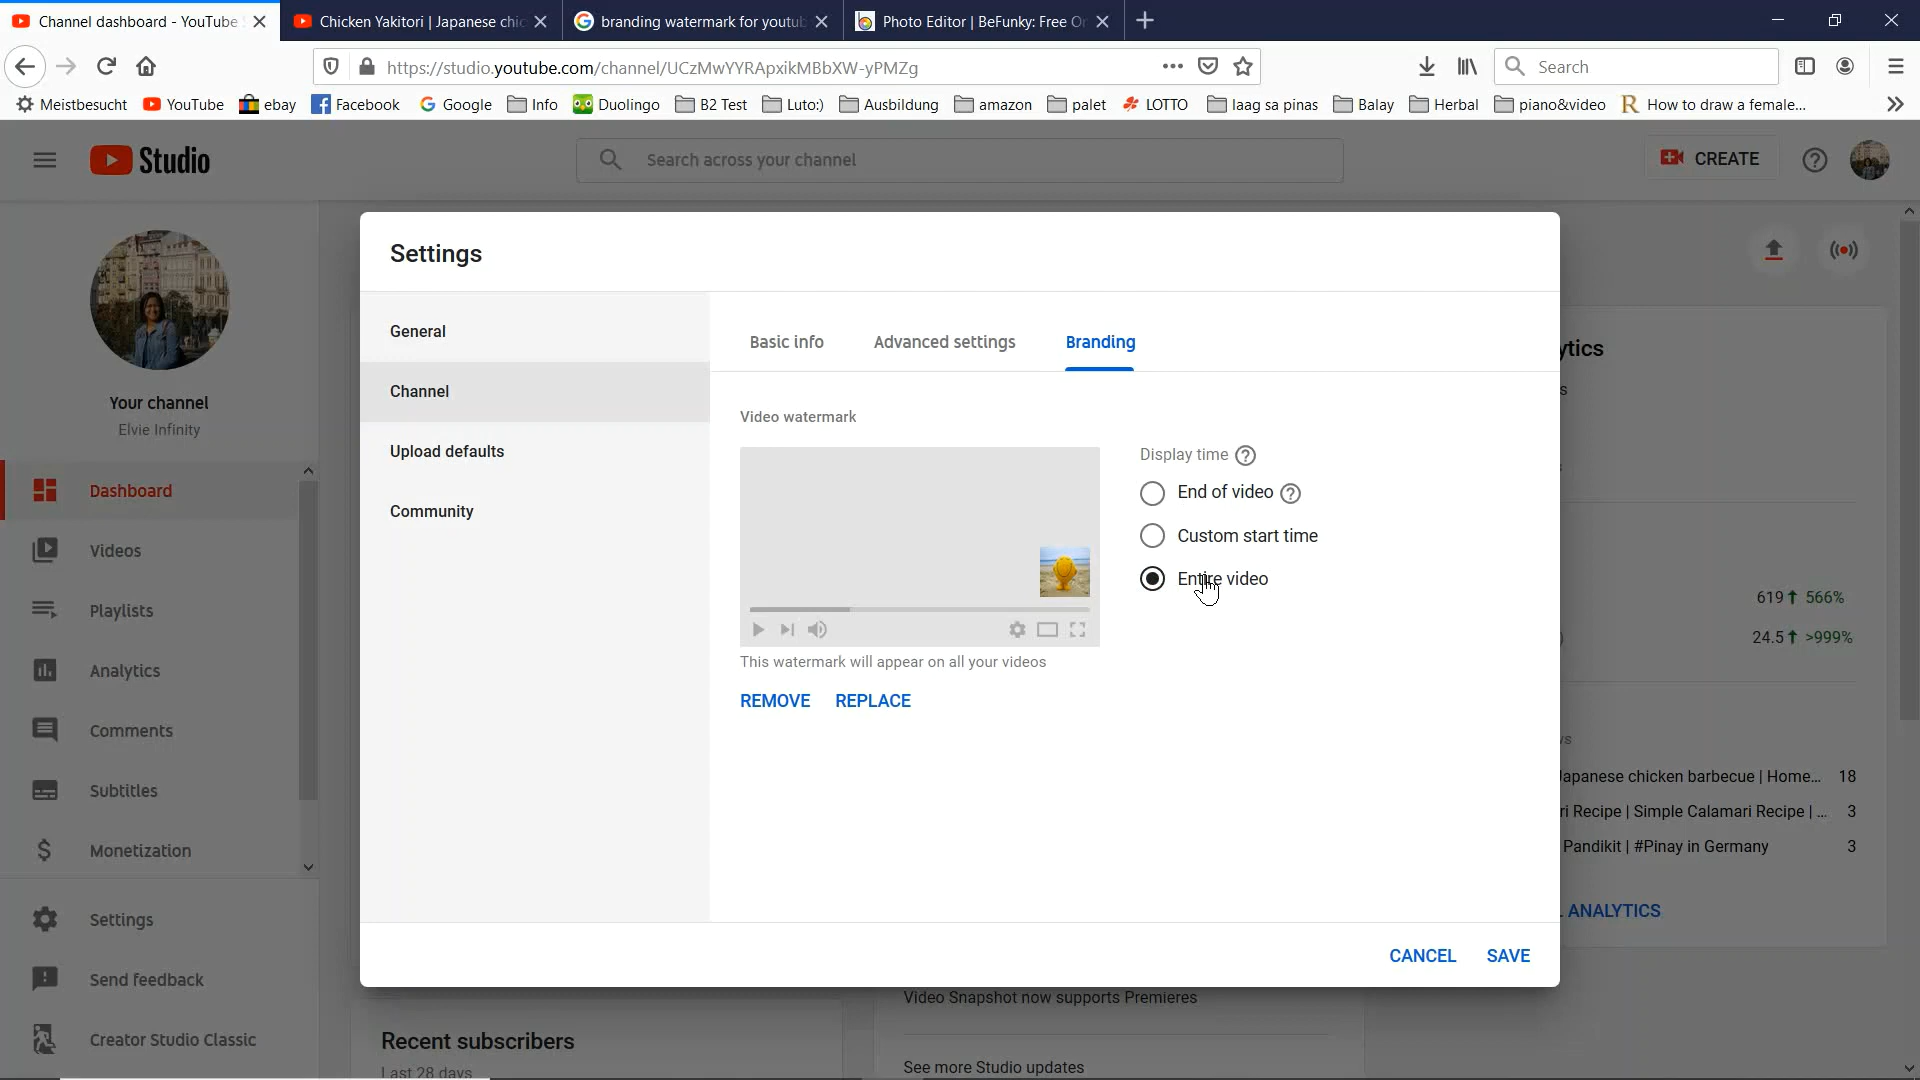 Channel dashboard - YouTube
Chicken Yakitori | Japanese chic
branding watermark for youtub
Photo Editor | BeFunky: Free Or
https://studio.youtube.com/channel/UCzMwYYRApxikMBbXW-yPMZg
Search
Meistbesucht
YouTube
ebay
Facebook
Google
Info
Duolingo
B2 Test
Luto:)
Ausbildung
amazon
palet
LOTTO
laag sa pinas
Balay
Herbal
piano&video
How to draw a female...
Studio
Search across your channel
CREATE
Your channel
Elvie Infinity
Dashboard
Videos
Playlists
Analytics
Comments
Subtitles
Monetization
Settings
Send feedback
Creator Studio Classic
Settings
General
Channel
Upload defaults
Community
Basic info
Advanced settings
Branding
Video watermark
Display time
End of video
Custom start time
Entire video
This watermark will appear on all your videos
REMOVE
REPLACE
CANCEL
SAVE
ytics
619 566%
24.5 >999%
Japanese chicken barbecue | Home... 18
ri Recipe | Simple Calamari Recipe | ... 3
Pandikit | #Pinay in Germany 3
ANALYTICS
Video Snapshot now supports Premieres
See more Studio updates
Recent subscribers
Last 28 days